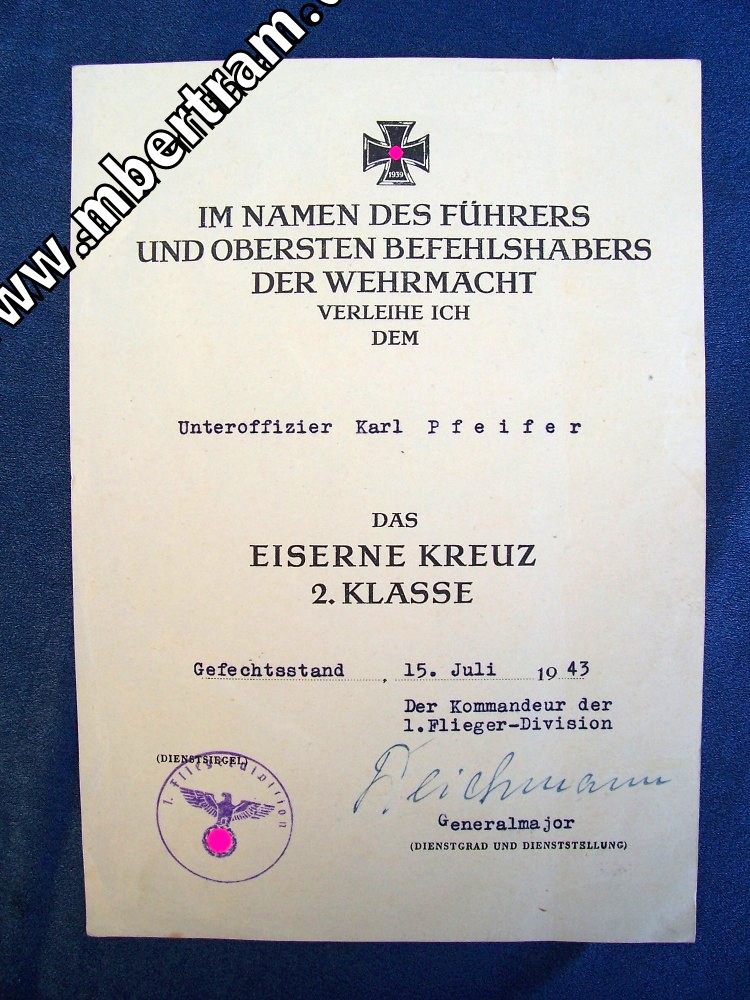 www.mbertram.
1939
IM NAMEN DES FÜHRERS
UND OBERSTEN BEFEHLSHABERS
DER WEHRMACHT
VERLEIHE ICH
DEM
Unteroffizier Karl Pfeifer
DAS
EISERNE KREUZ
2. KLASSE
Gefechtsstand, 15. Juli 1943
Der Kommandeur der
1.Flieger-Division
(DIENSTSIEGEL)
1. Fliegerdivision
Generalmajor
(DIENSTGRAD UND DIENSTSTELLUNG)